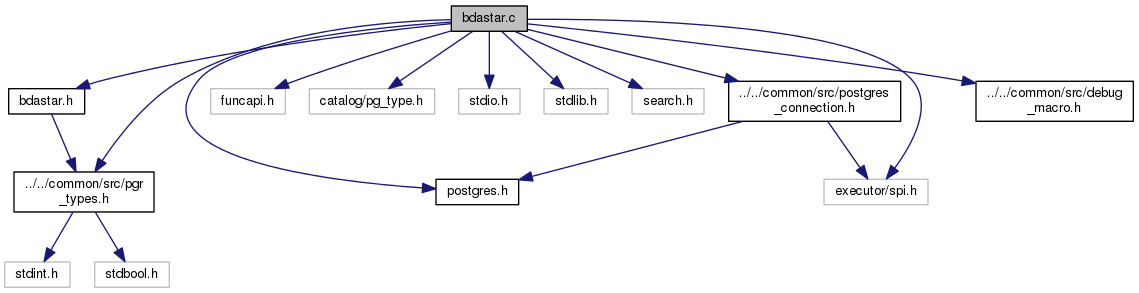 bdastar.c
bdastar.h
funcapi.h
catalog/pg_type.h
stdio.h
stdlib.h
search.h
../../common/src/postgres
_connection.h
../../common/src/debug
_macro.h
../../common/src/pgr
_types.h
postgres.h
executor/spi.h
stdint.h
stdbool.h